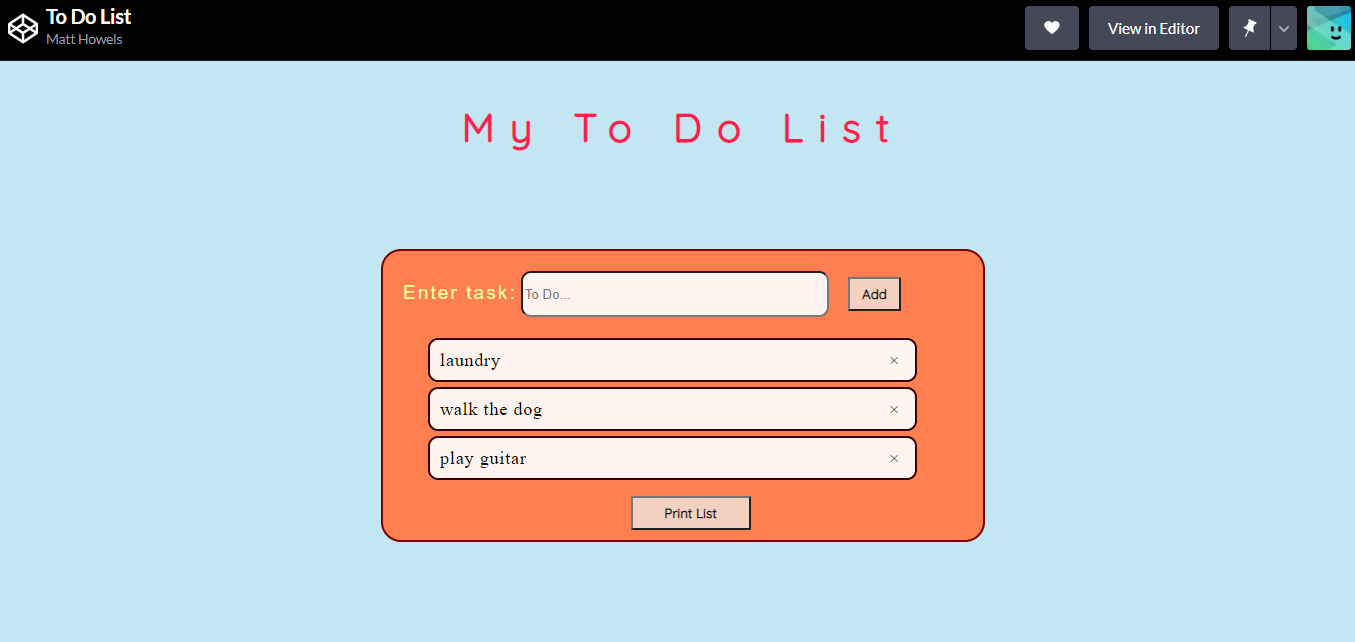 To Do List
Matt Howels
View in Editor
My To Do List
Enter task: To Do... Add
laundry ×
walk the dog ×
play guitar ×
Print List